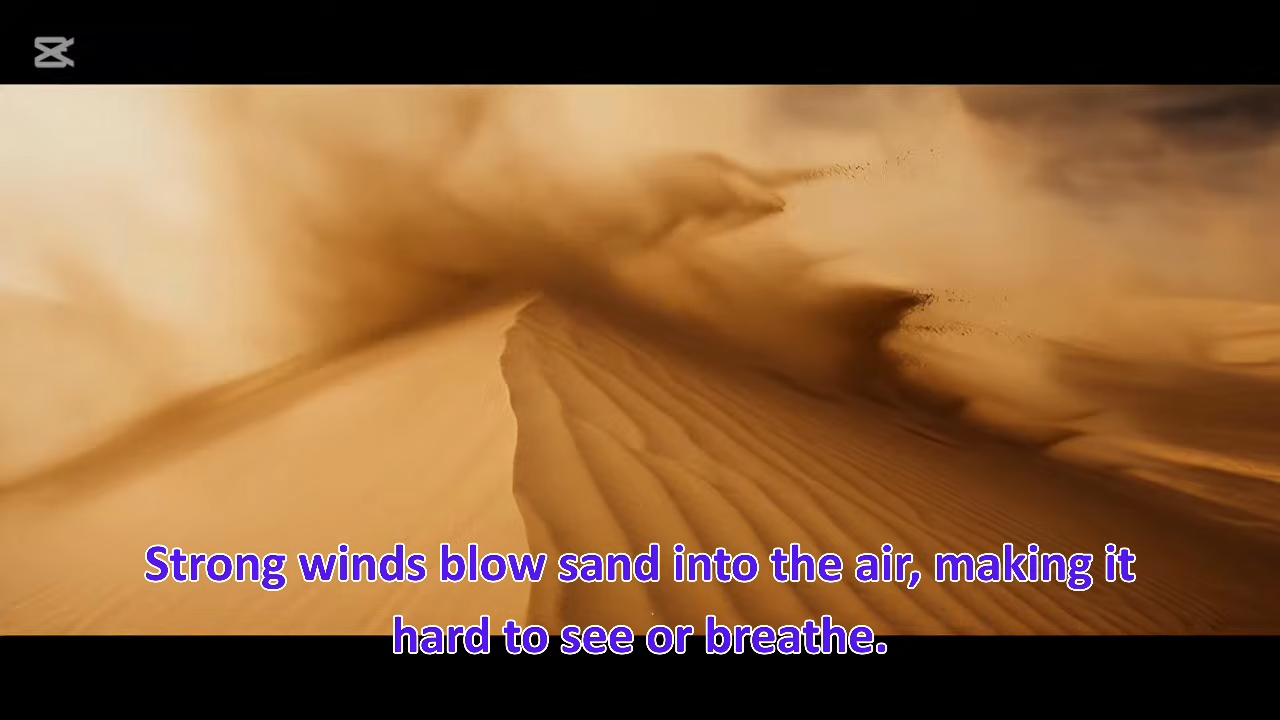 Strong winds blow sand into the air, making it
hard to see or breathe.